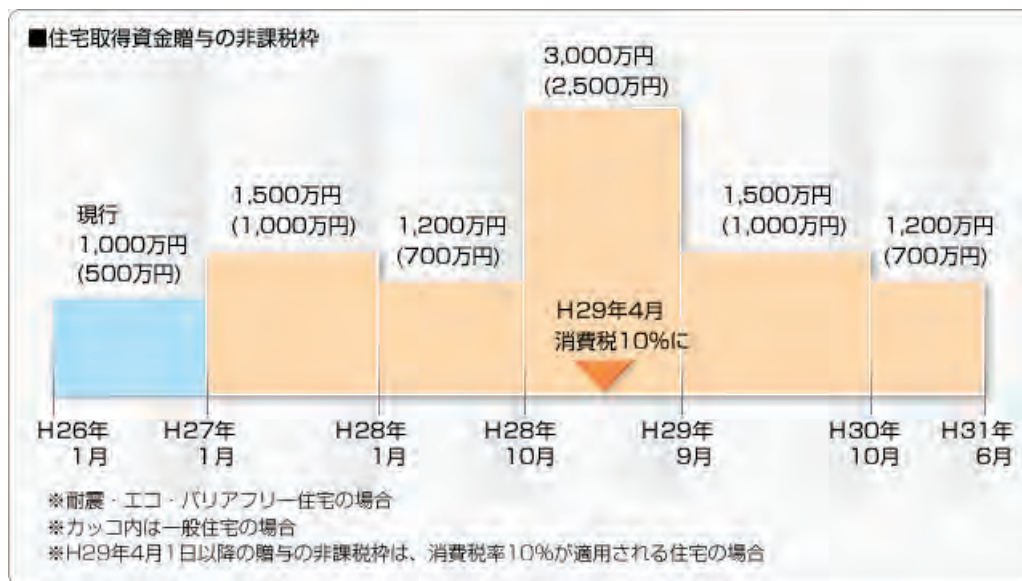 ■住宅取得資金贈与の非課税枠
3,000万円
(2,500万円)
1,500万円
(1,000万円)
1,200万円
(700万円)
1,500万円
(1,000万円)
1,200万円
(700万円)
現行
1,000万円
(500万円)
H29年4月
消費税10%に
H26年
1月
H27年
1月
H28年
1月
H28年
10月
H29年
9月
H30年
10月
H31年
6月
※耐震・エコ・バリアフリー住宅の場合
※カッコ内は一般住宅の場合
※H29年4月1日以降の贈与の非課税枠は、消費税率10%が適用される住宅の場合